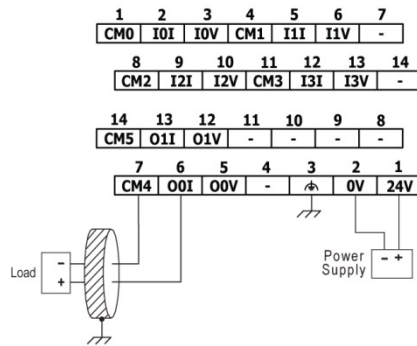 1 2 3 4 5 6 7
CM0 I0I I0V CM1 I1I I1V -
8 9 10 11 12 13 14
CM2 I2I I2V CM3 I3I I3V -
14 13 12 11 10 9 8
CM5 O1I O1V - - - -
7 6 5 4 3 2 1
CM4 O0I O0V - 0V 24V
Load - +
Power Supply - +